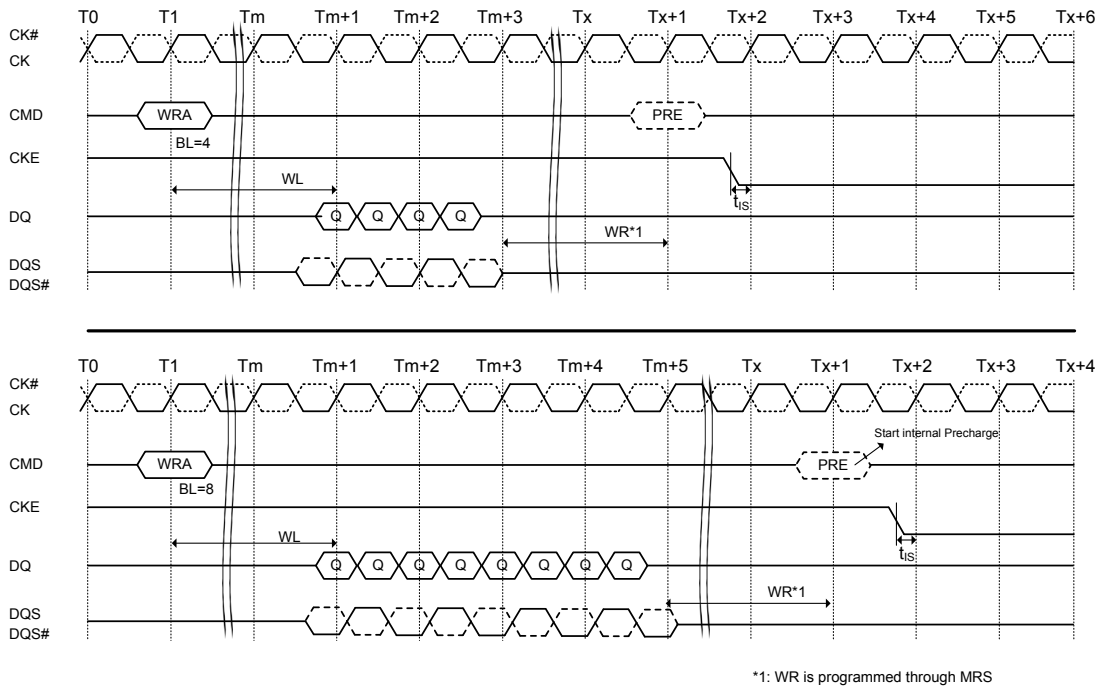 T0 T1 Tm Tm+1 Tm+2 Tm+3 Tx Tx+1 Tx+2 Tx+3 Tx+4 Tx+5 Tx+6
CK#
CK
CMD WRA PRE
BL=4
CKE
WL
tIS
DQ Q Q Q Q
WR*1
DQS
DQS#
T0 T1 Tm Tm+1 Tm+2 Tm+3 Tm+4 Tm+5 Tx Tx+1 Tx+2 Tx+3 Tx+4
CK#
CK
Start internal Precharge
CMD WRA PRE
BL=8
CKE
WL
tIS
DQ Q Q Q Q Q Q Q Q
WR*1
DQS
DQS#
*1: WR is programmed through MRS